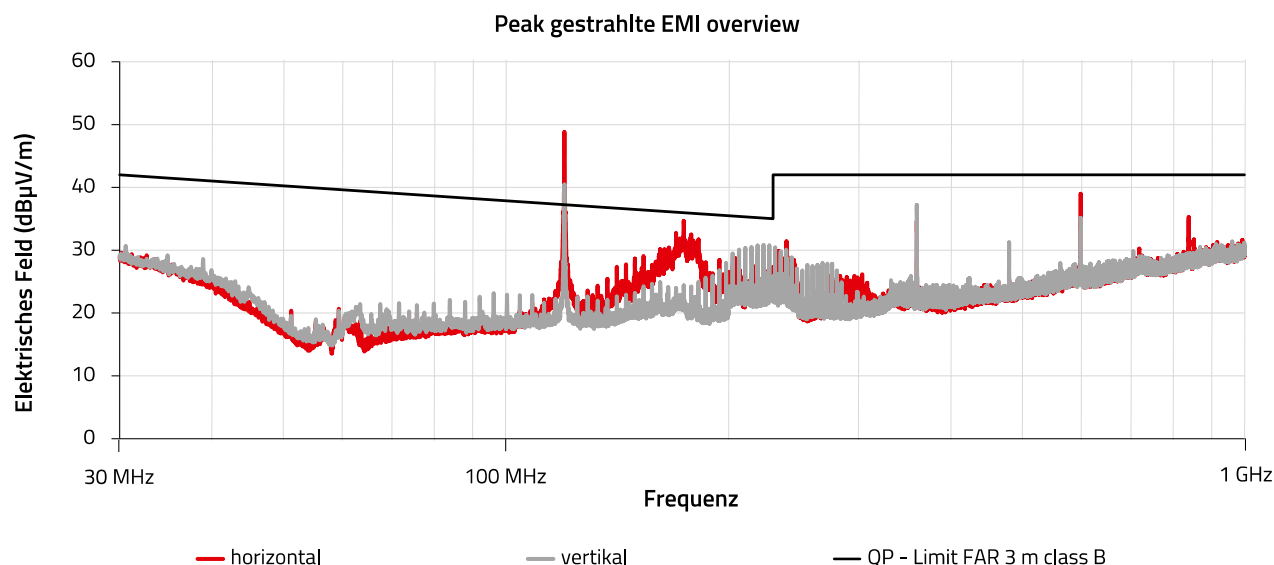 Peak gestrahlte EMI overview
Elektrisches Feld (dBµV/m)
60
50
40
30
20
10
0
30 MHz
100 MHz
1 GHz
Frequenz
horizontal
vertikal
QP - Limit FAR 3 m class B